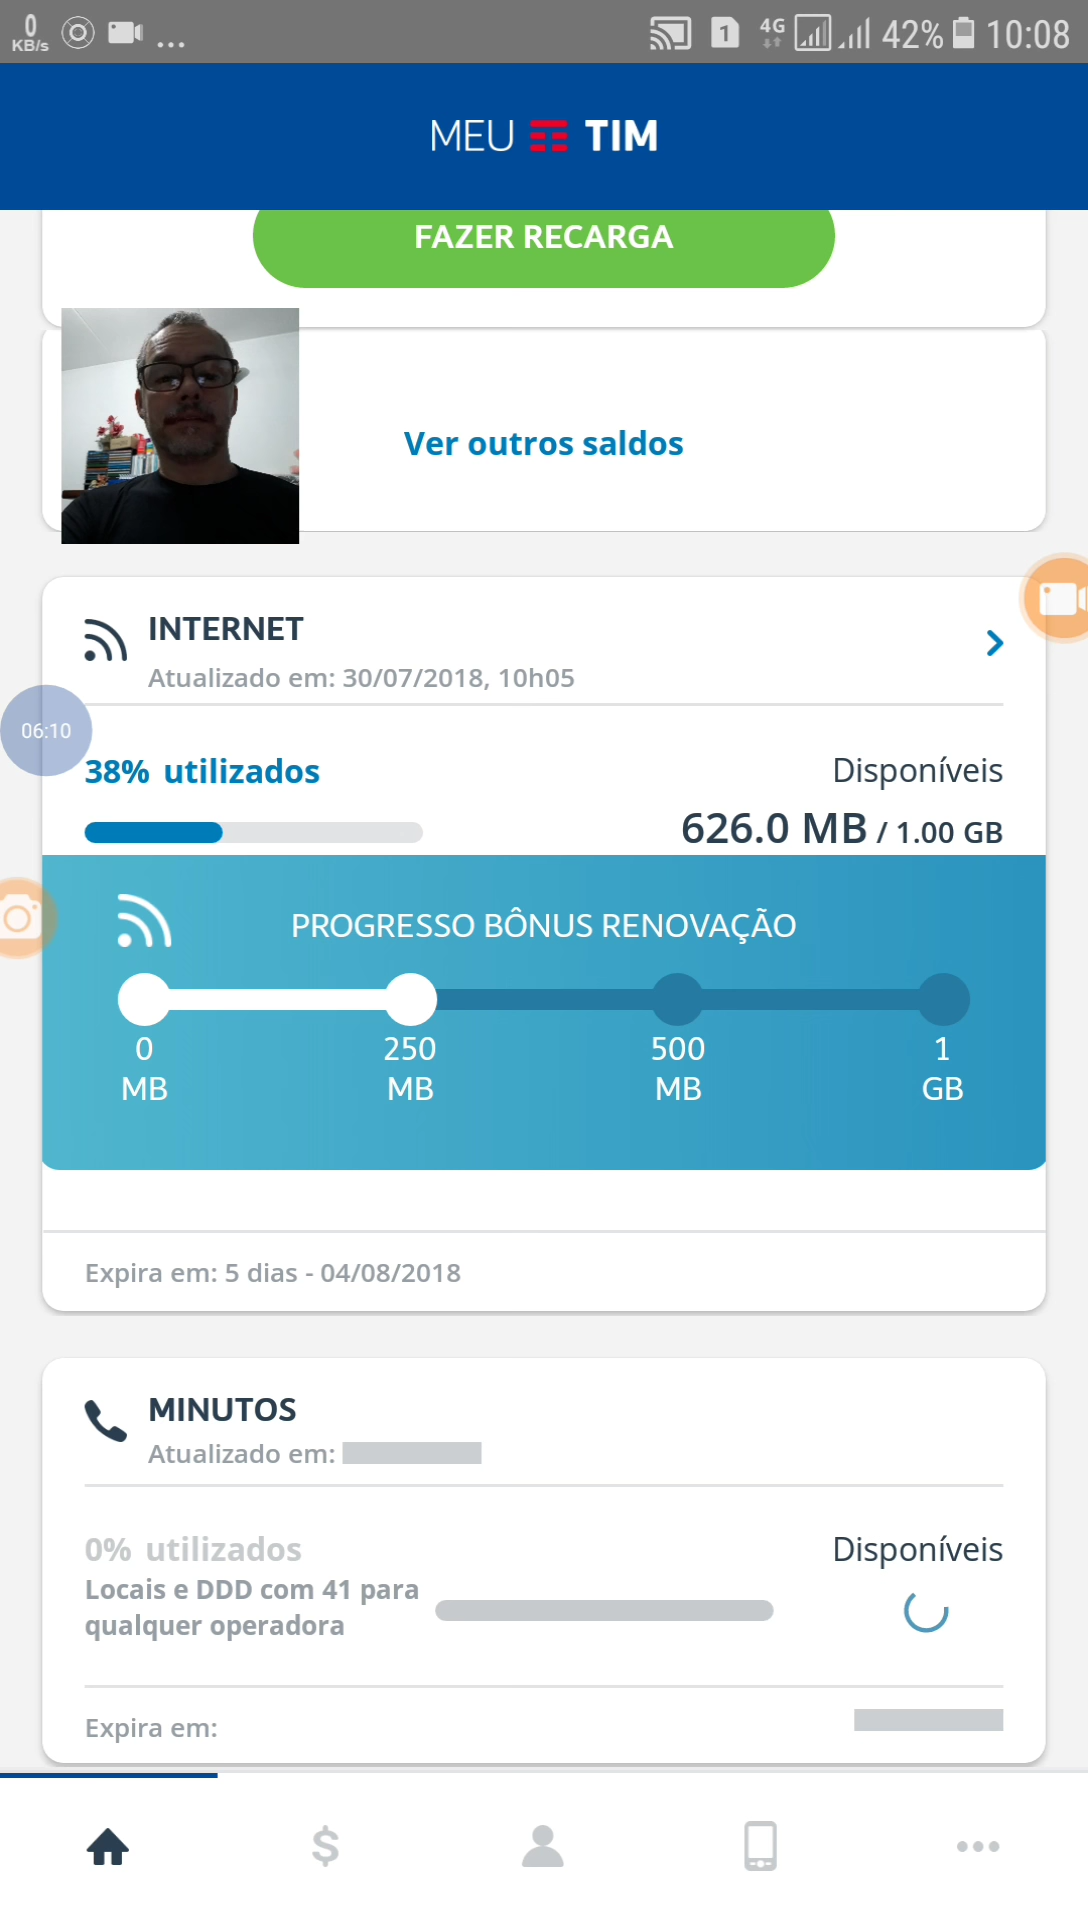 0
KB/s
...
1
4G
42%
10:08
MEU TIM
FAZER RECARGA
Ver outros saldos
INTERNET
Atualizado em: 30/07/2018, 10h05
06:10
38% utilizados
Disponíveis
626.0 MB / 1.00 GB
PROGRESSO BÔNUS RENOVAÇÃO
0
MB
250
MB
500
MB
1
GB
Expira em: 5 dias - 04/08/2018
MINUTOS
Atualizado em:
0% utilizados
Disponíveis
Locais e DDD com 41 para
qualquer operadora
Expira em: